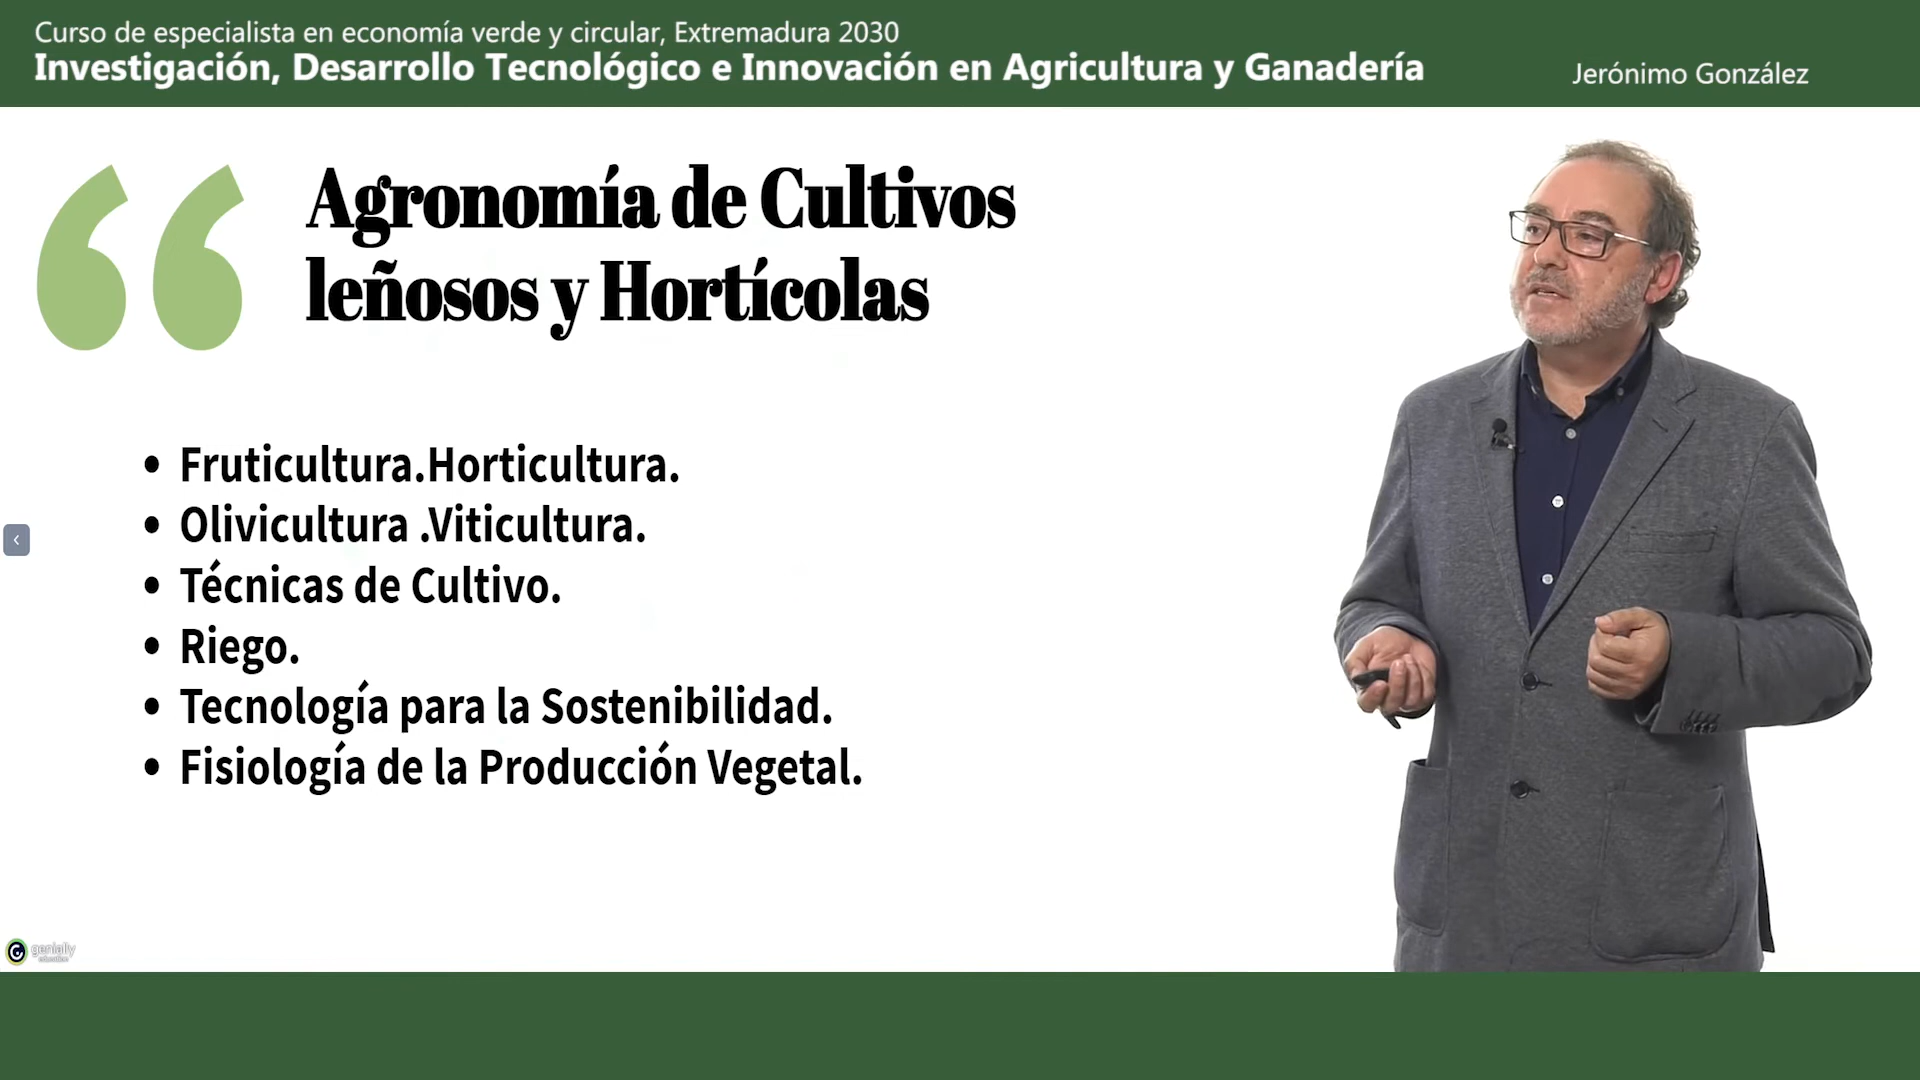 Curso de especialista en economía verde y circular, Extremadura 2030
Investigación, Desarrollo Tecnológico e Innovación en Agricultura y Ganadería
Jerónimo González
Agronomía de Cultivos
leñosos y Hortícolas
• Fruticultura.Horticultura.
• Olivicultura .Viticultura.
• Técnicas de Cultivo.
• Riego.
• Tecnología para la Sostenibilidad.
• Fisiología de la Producción Vegetal.
genially